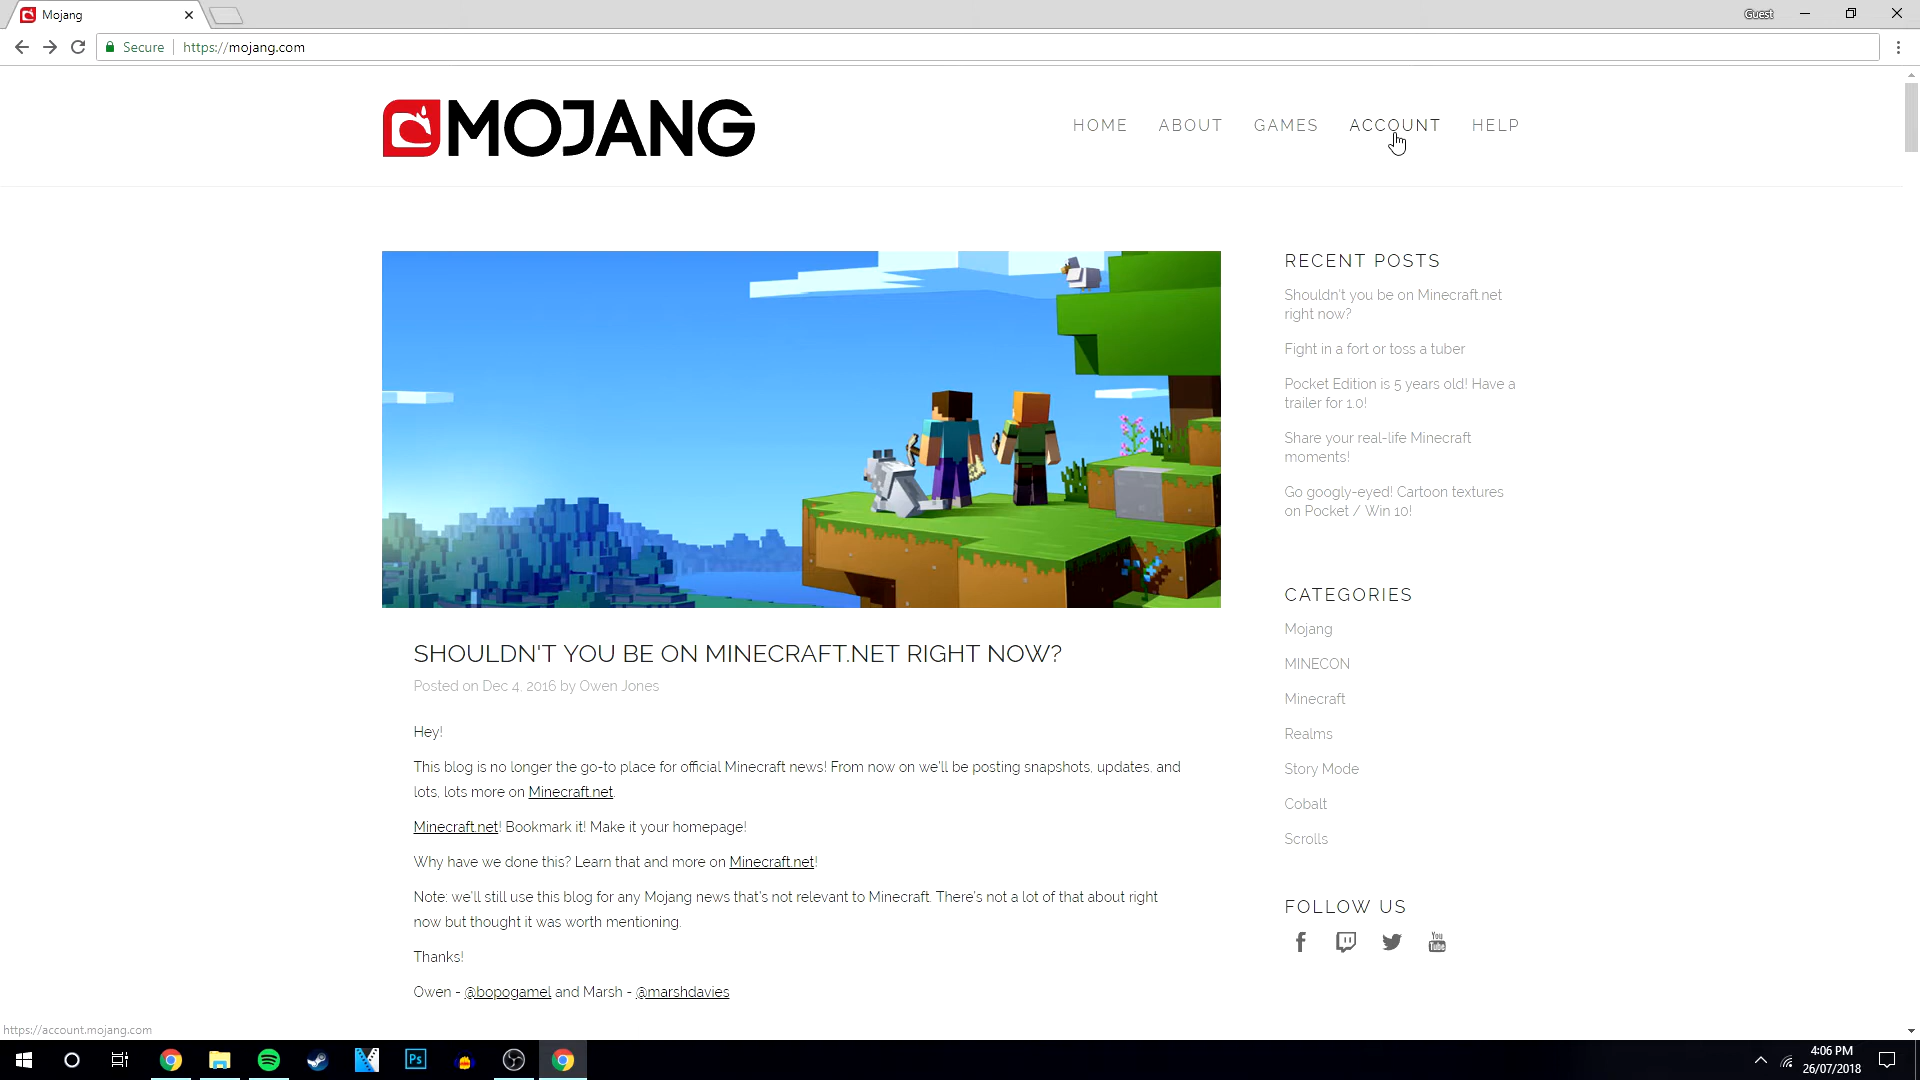 Mojang
Guest
Secure
https://mojang.com
MOJANG
HOME ABOUT GAMES ACCOUNT HELP
SHOULDN'T YOU BE ON MINECRAFT.NET RIGHT NOW?
Posted on Dec 4, 2016 by Owen Jones
Hey!
This blog is no longer the go-to place for official Minecraft news! From now on we'll be posting snapshots, updates, and
lots, lots more on Minecraft.net.
Minecraft.net! Bookmark it! Make it your homepage!
Why have we done this? Learn that and more on Minecraft.net!
Note: we'll still use this blog for any Mojang news that's not relevant to Minecraft. There's not a lot of that about right
now but thought it was worth mentioning.
Thanks!
Owen - @bopogamel and Marsh - @marshdavies
RECENT POSTS
Shouldn't you be on Minecraft.net
right now?
Fight in a fort or toss a tuber
Pocket Edition is 5 years old! Have a
trailer for 1.0!
Share your real-life Minecraft
moments!
Go googly-eyed! Cartoon textures
on Pocket / Win 10!
CATEGORIES
Mojang
MINECON
Minecraft
Realms
Story Mode
Cobalt
Scrolls
FOLLOW US
You
Tube
https://account.mojang.com
Ps
4:06 PM
26/07/2018